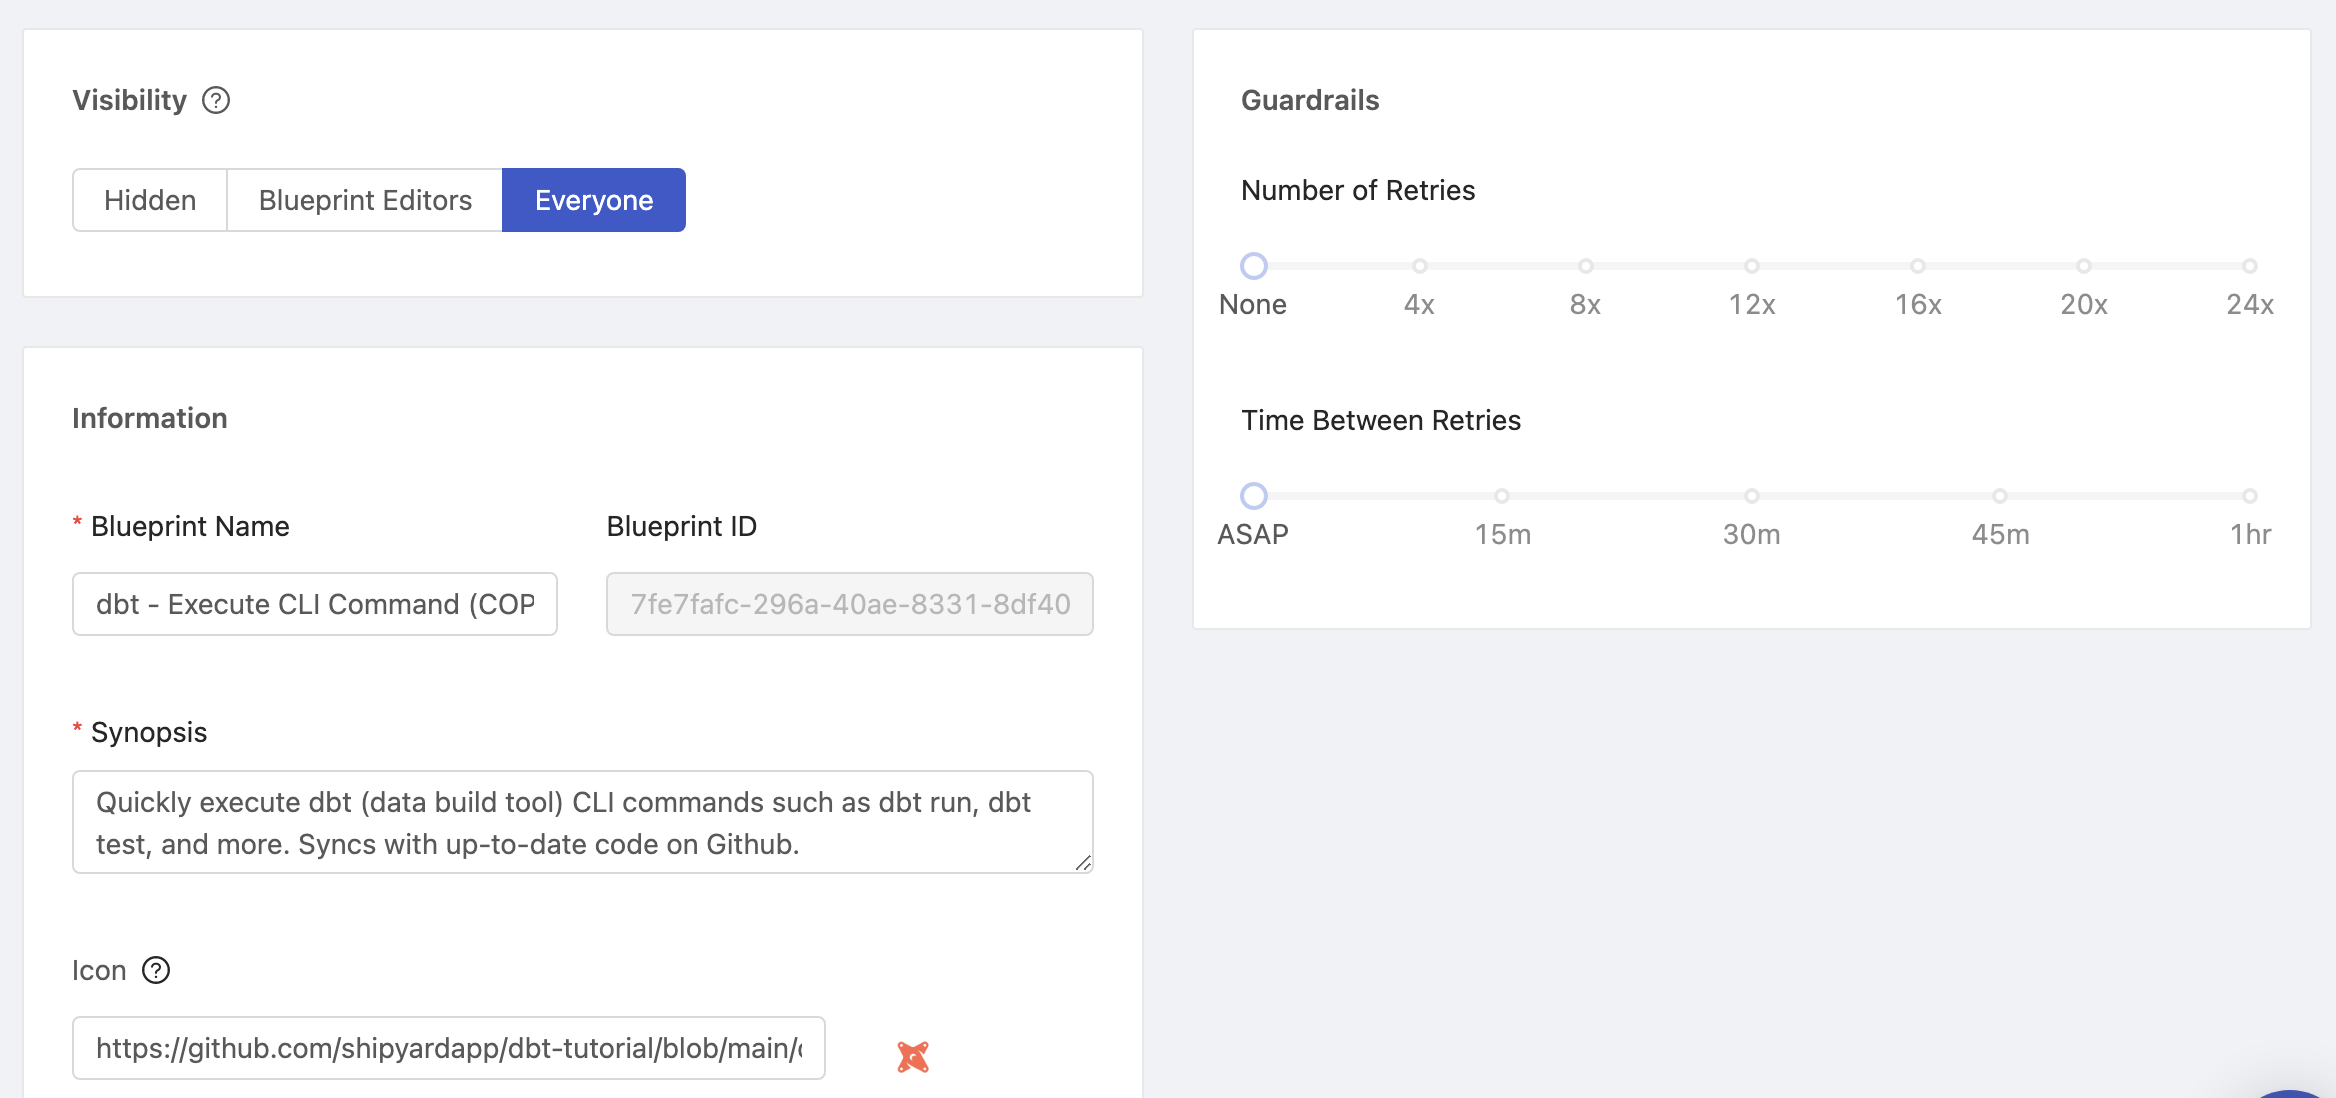 Visibility
Hidden
Blueprint Editors
Everyone
Information
* Blueprint Name
Blueprint ID
dbt - Execute CLI Command (COP
7fe7fafc-296a-40ae-8331-8df40
* Synopsis
Quickly execute dbt (data build tool) CLI commands such as dbt run, dbt
test, and more. Syncs with up-to-date code on Github.
Icon
https://github.com/shipyardapp/dbt-tutorial/blob/main/
Guardrails
Number of Retries
None 4x 8x 12x 16x 20x 24x
Time Between Retries
ASAP 15m 30m 45m 1hr